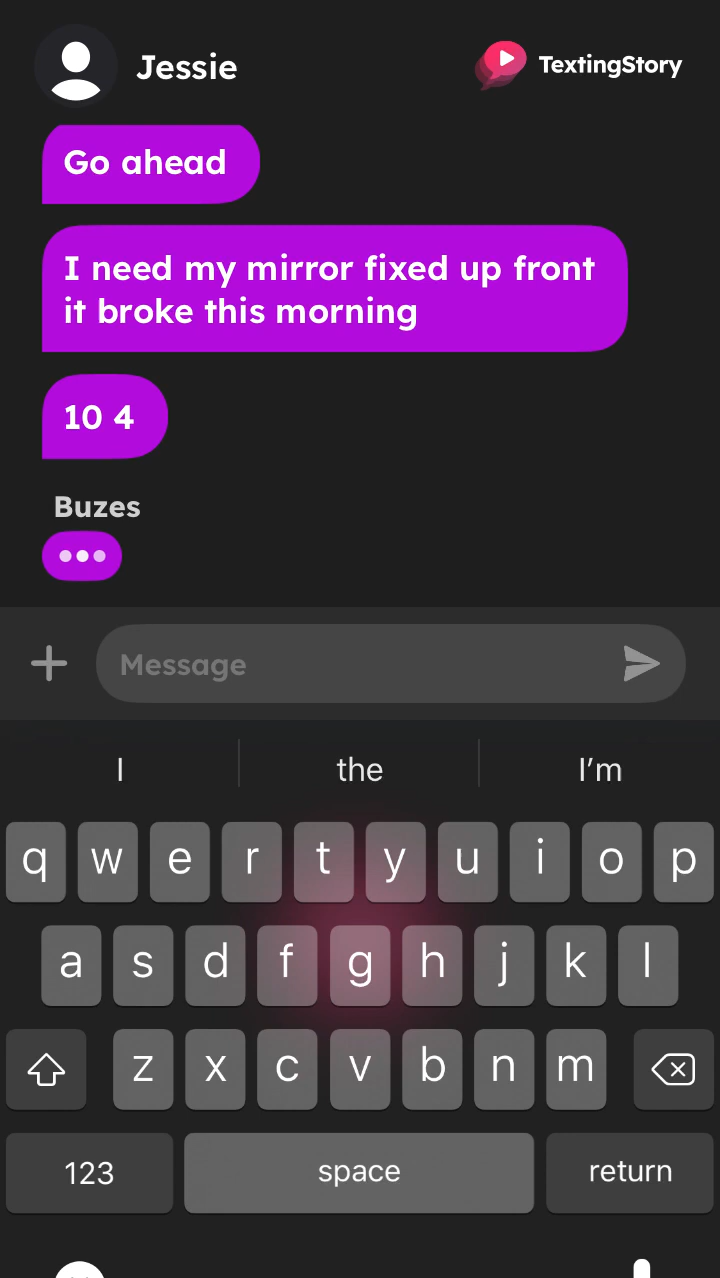 Jessie
TextingStory
Go ahead
I need my mirror fixed up front
it broke this morning
10 4
Buzes
Message
I
the
I'm
q w e r t y u i o p
a s d f g h j k l
z x c v b n m
123
space
return